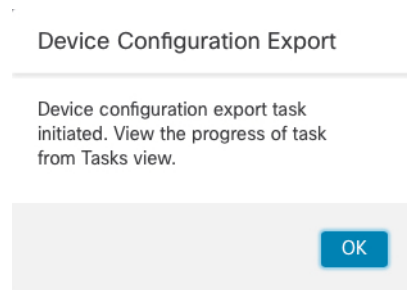 Device Configuration Export
Device configuration export task
initiated. View the progress of task
from Tasks view.
OK